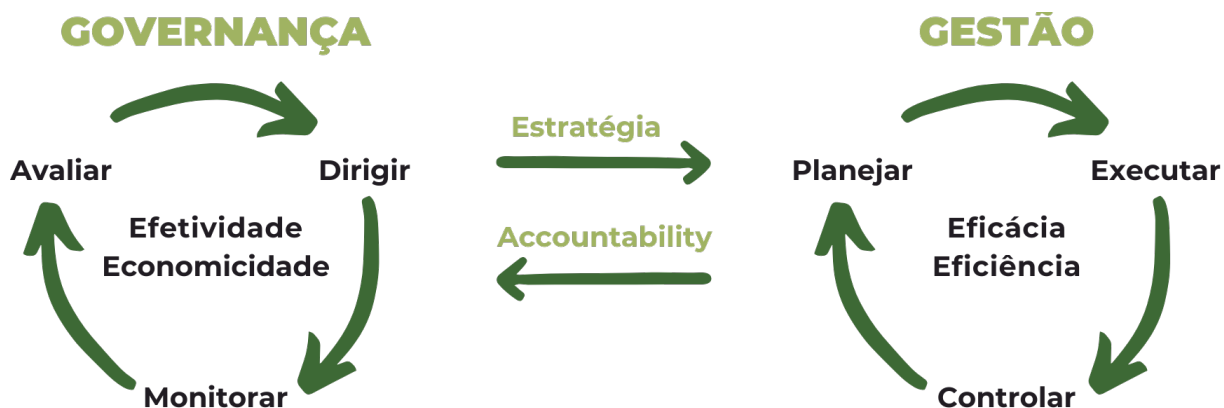 GOVERNANÇA
GESTÃO
Estratégia
Avaliar
Dirigir
Planejar
Executar
Efetividade
Economicidade
Accountability
Eficácia
Eficiência
Monitorar
Controlar